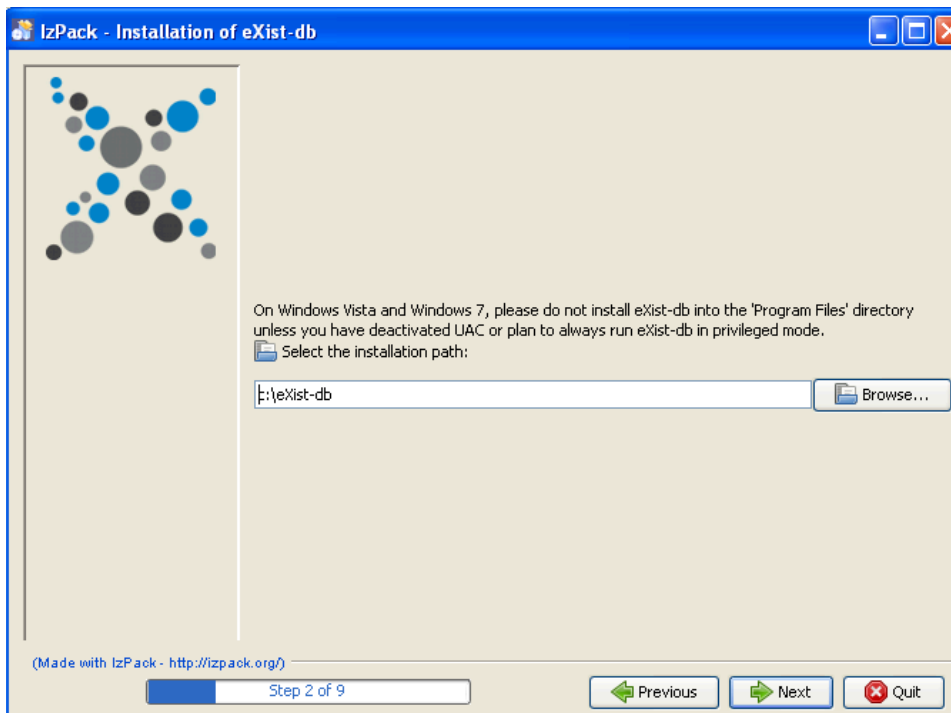 IzPack - Installation of eXist-db
On Windows Vista and Windows 7, please do not install eXist-db into the 'Program Files' directory
unless you have deactivated UAC or plan to always run eXist-db in privileged mode.
Select the installation path:
c:\eXist-db
Browse...
(Made with IzPack - http://izpack.org/)
Step 2 of 9
Previous
Next
Quit